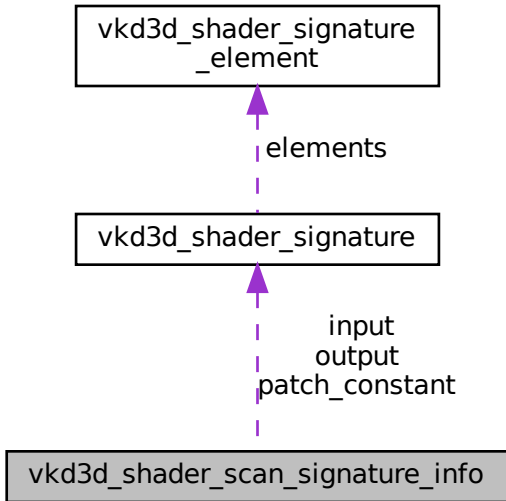 vkd3d_shader_signature
_element
elements
vkd3d_shader_signature
input
output
patch_constant
vkd3d_shader_scan_signature_info